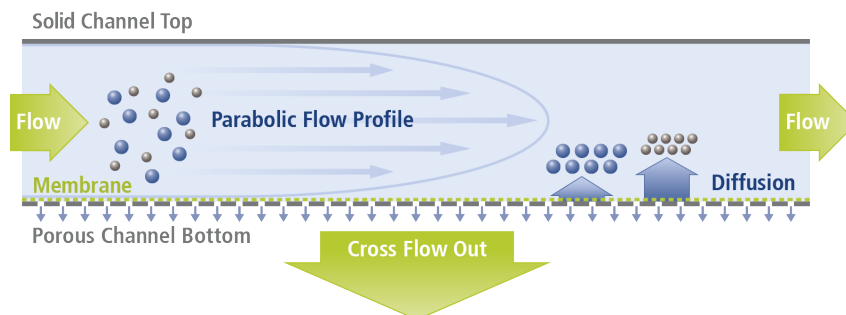 Solid Channel Top
Flow
Parabolic Flow Profile
Flow
Membrane
Diffusion
Porous Channel Bottom
Cross Flow Out